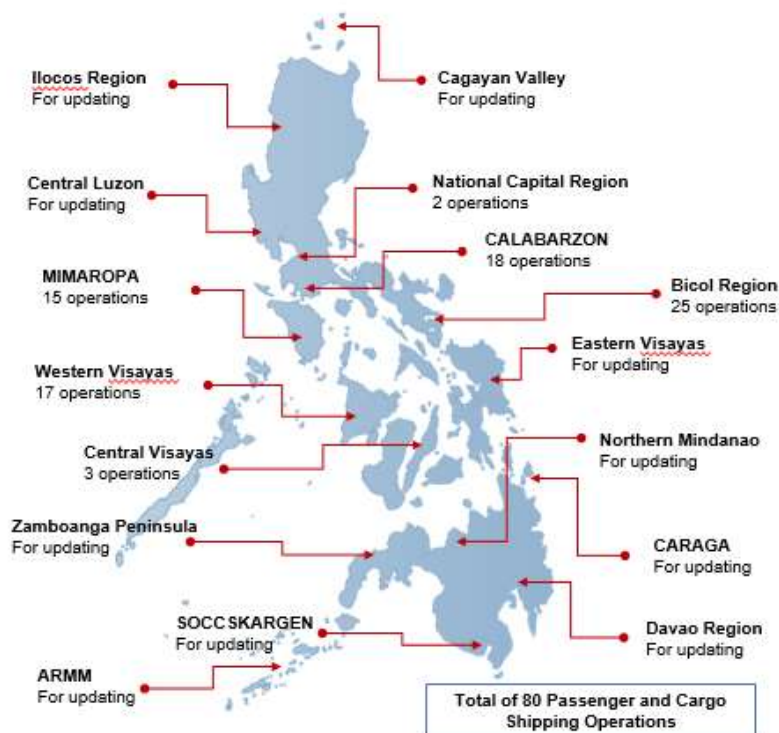 Ilocos Region
For updating
Cagayan Valley
For updating
Central Luzon
For updating
National Capital Region
2 operations
CALABARZON
18 operations
MIMAROPA
15 operations
Bicol Region
25 operations
Eastern Visayas
For updating
Western Visayas
17 operations
Northern Mindanao
For updating
Central Visayas
3 operations
Zamboanga Peninsula
For updating
CARAGA
For updating
SOCCSKARGEN
For updating
Davao Region
For updating
ARMM
For updating
Total of 80 Passenger and Cargo
Shipping Operations